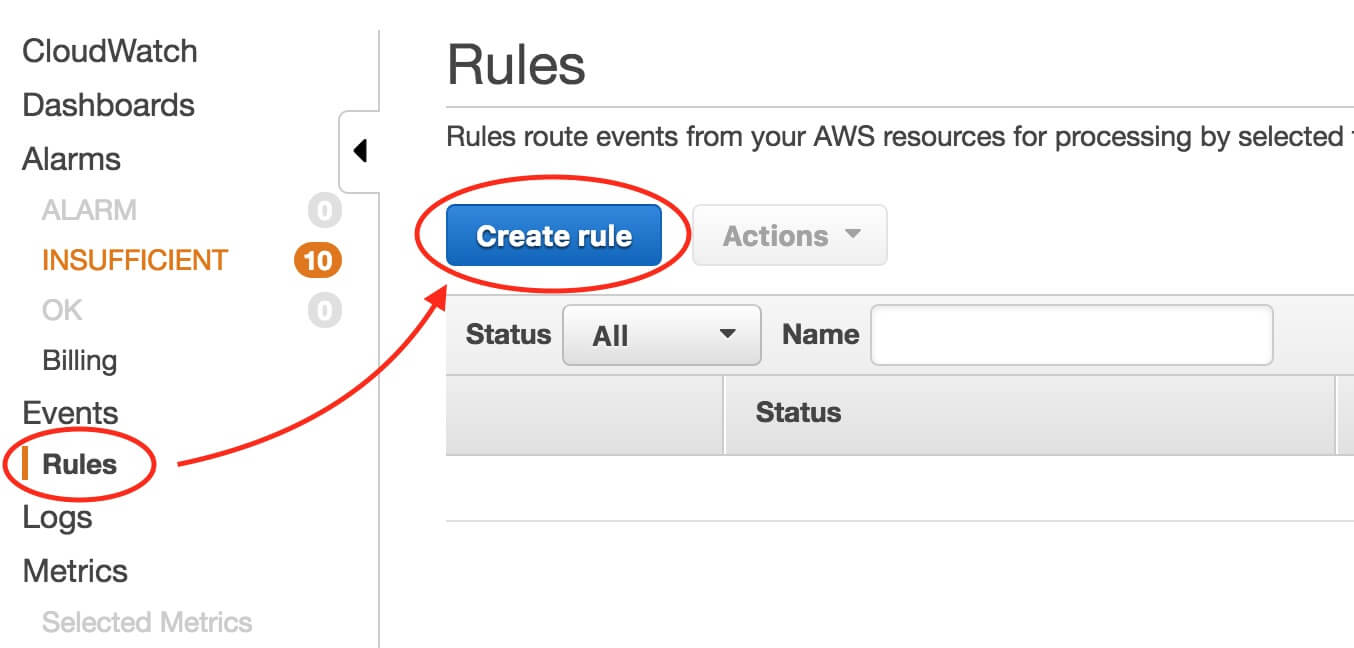 CloudWatch
Dashboards
Alarms
ALARM 0
INSUFFICIENT 10
OK 0
Billing
Events
Rules
Logs
Metrics
Selected Metrics
Rules
Rules route events from your AWS resources for processing by selected
Create rule
Actions
Status All Name
Status